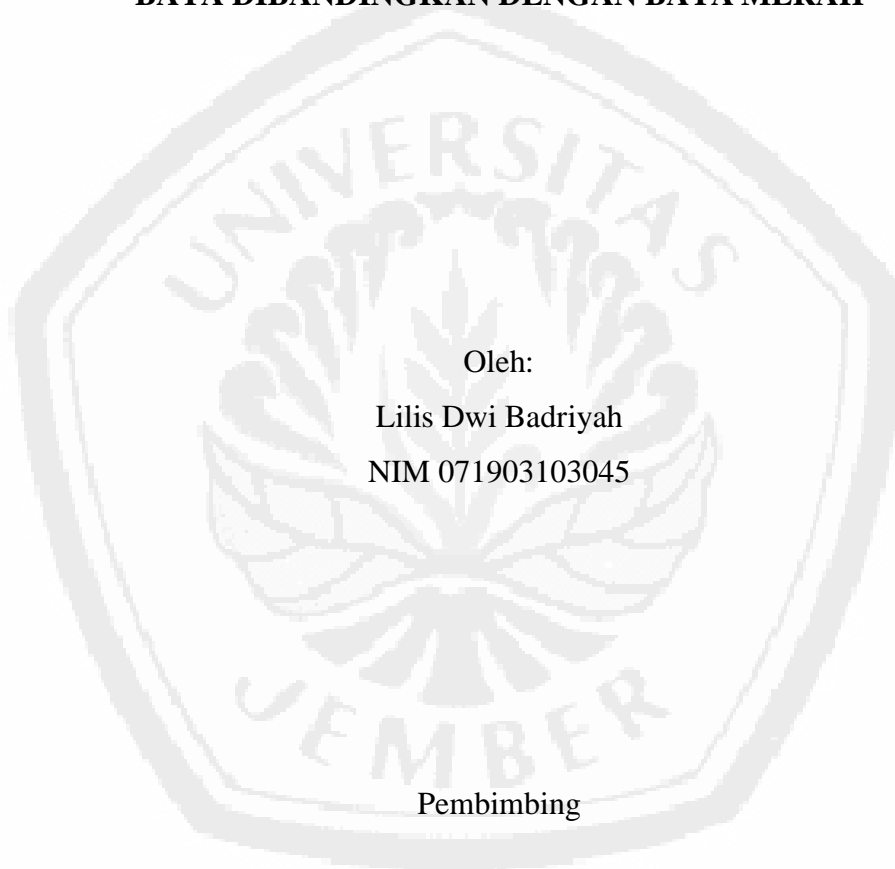 BATA DIBANDINGKAN DENGAN BATA MERAH
UNIVERSITAS
Oleh:
Lilis Dwi Badriyah
NIM 071903103045
JEMBER
Pembimbing